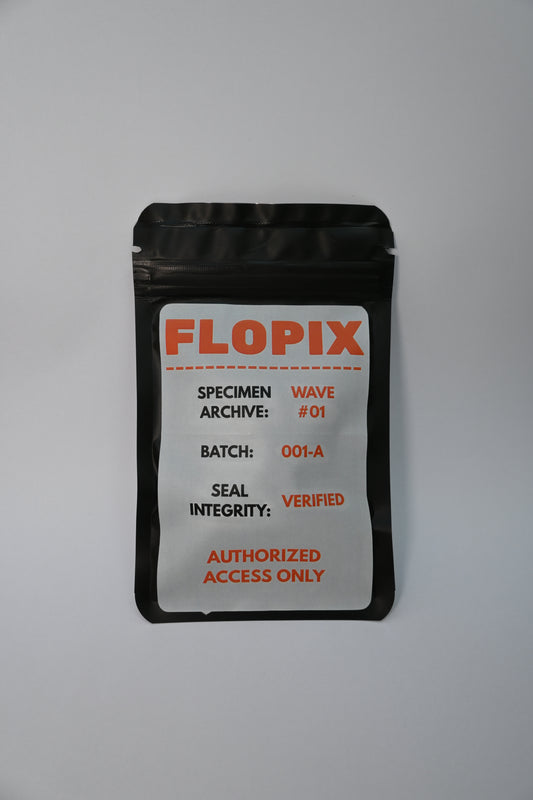 FLOPIX
SPECIMEN ARCHIVE: WAVE #01
BATCH: 001-A
SEAL INTEGRITY: VERIFIED
AUTHORIZED
ACCESS ONLY